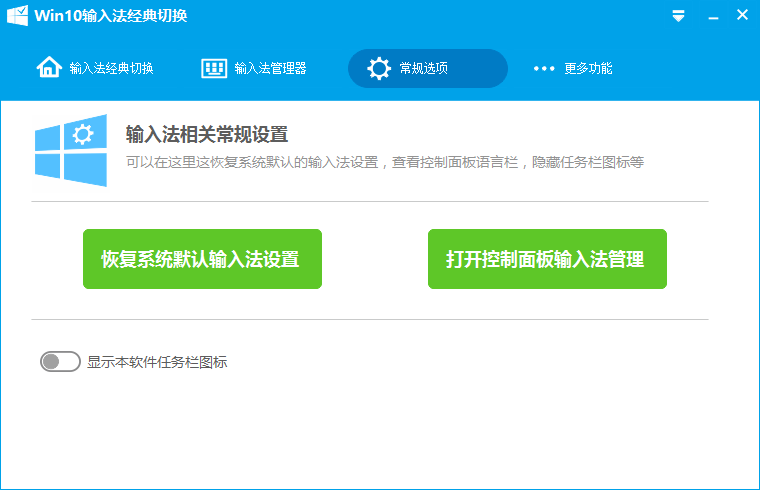 Win10输入法经典切换
输入法经典切换 输入法管理器 常规选项 更多功能
输入法相关常规设置
可以在这里这恢复系统默认的输入法设置，查看控制面板语言栏，隐藏任务栏图标等
恢复系统默认输入法设置 打开控制面板输入法管理
显示本软件任务栏图标